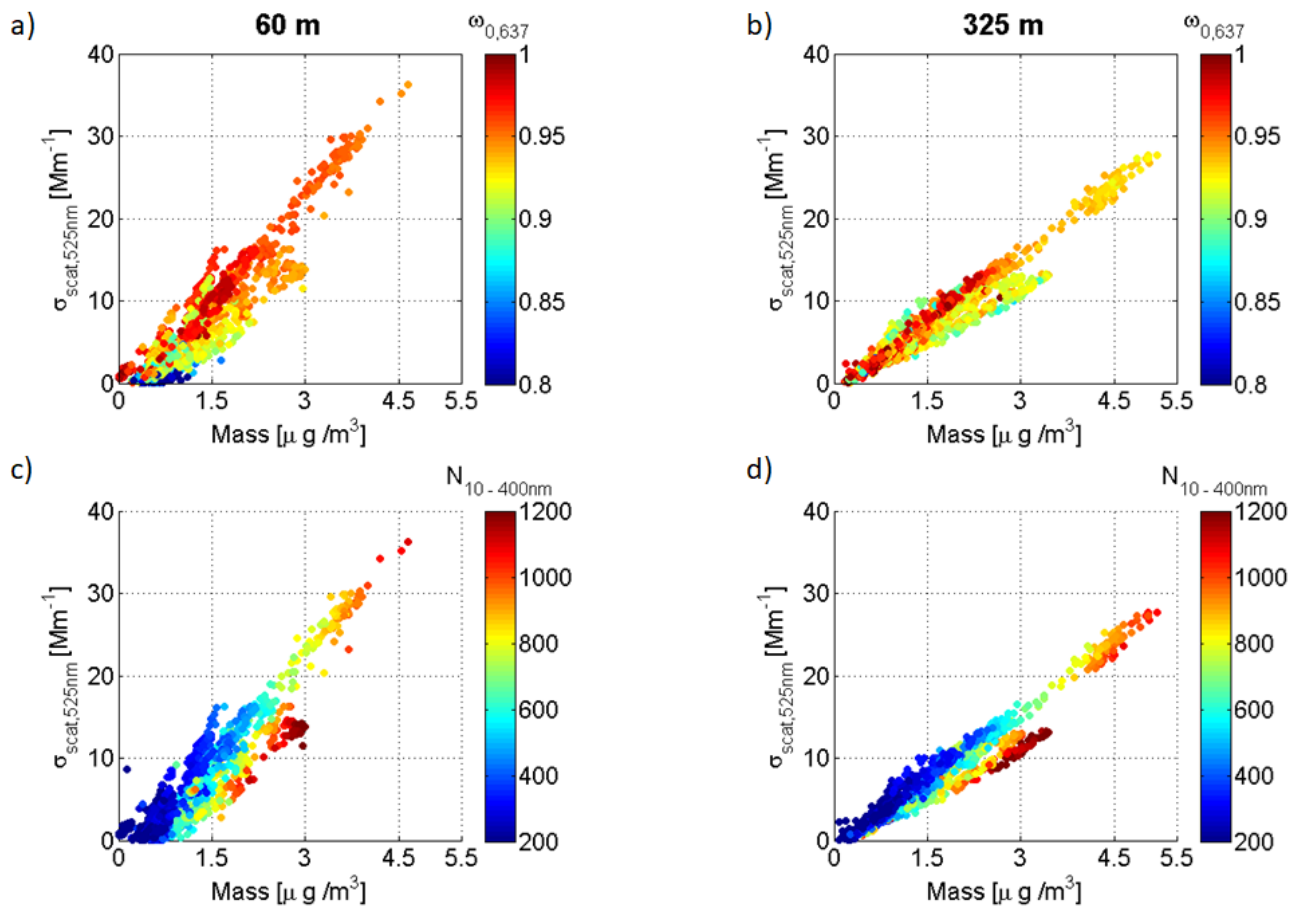 a) 60 m ω0,637
b) 325 m ω0,637
40 30 20 10 0
σscat,525nm [Mm-1]
0 1.5 3 4.5 5.5
Mass [μ g /m3]
1 0.95 0.9 0.85 0.8
40 30 20 10 0
σscat,525nm [Mm-1]
0 1.5 3 4.5 5.5
Mass [μ g /m3]
1 0.95 0.9 0.85 0.8
c) N10 - 400nm
d) N10 - 400nm
40 30 20 10 0
σscat,525nm [Mm-1]
0 1.5 3 4.5 5.5
Mass [μ g /m3]
1200 1000 800 600 400 200
40 30 20 10 0
σscat,525nm [Mm-1]
0 1.5 3 4.5 5.5
Mass [μ g /m3]
1200 1000 800 600 400 200